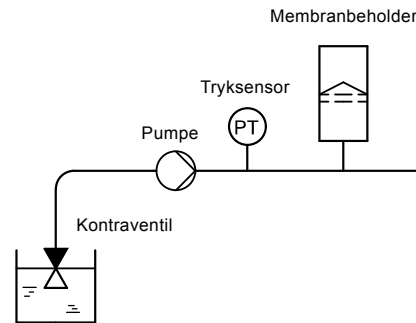 Membranbeholder
Tryksensor
PT
Pumpe
Kontraventil